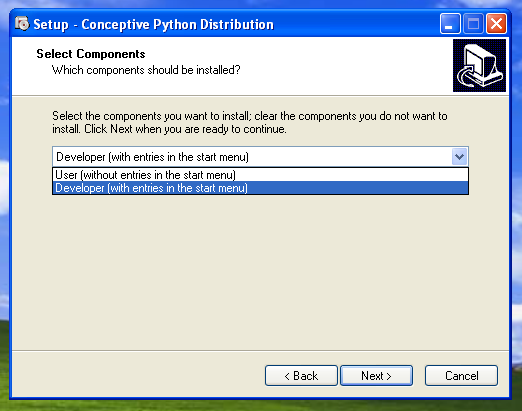 Setup - Conceptive Python Distribution
Select Components
Which components should be installed?
Select the components you want to install; clear the components you do not want to
install. Click Next when you are ready to continue.
Developer (with entries in the start menu)
User (without entries in the start menu)
Developer (with entries in the start menu)
< Back
Next >
Cancel